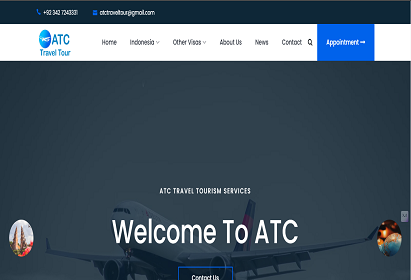 +92 342 7243331 atctraveltour@gmail.com
ATC
Travel Tour
Home Indonesia Other Visas About Us News Contact Appointment
ATC TRAVEL TOURISM SERVICES
Welcome To ATC
Contact Us